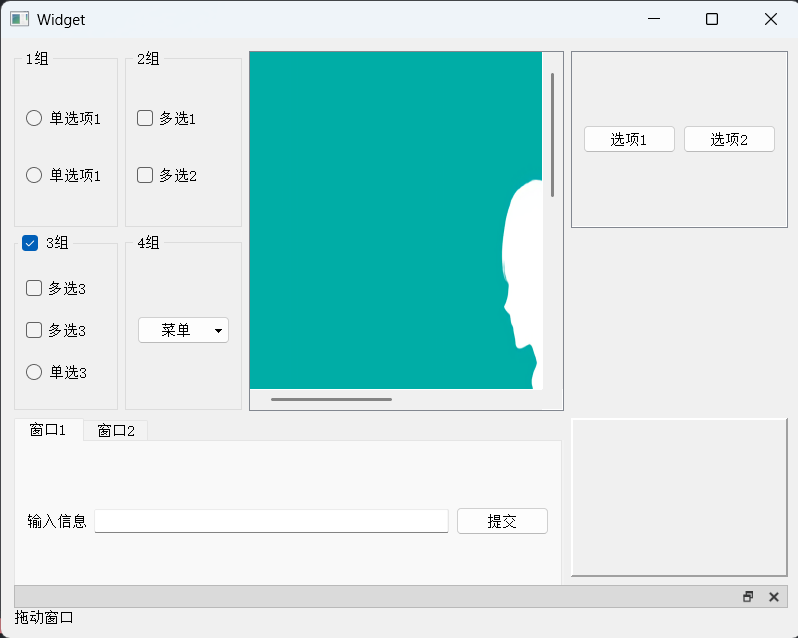 Widget
1组
2组
单选项1
多选1
单选项1
多选2
选项1
选项2
3组
4组
多选3
多选3
单选3
菜单
窗口1
窗口2
输入信息
提交
拖动窗口